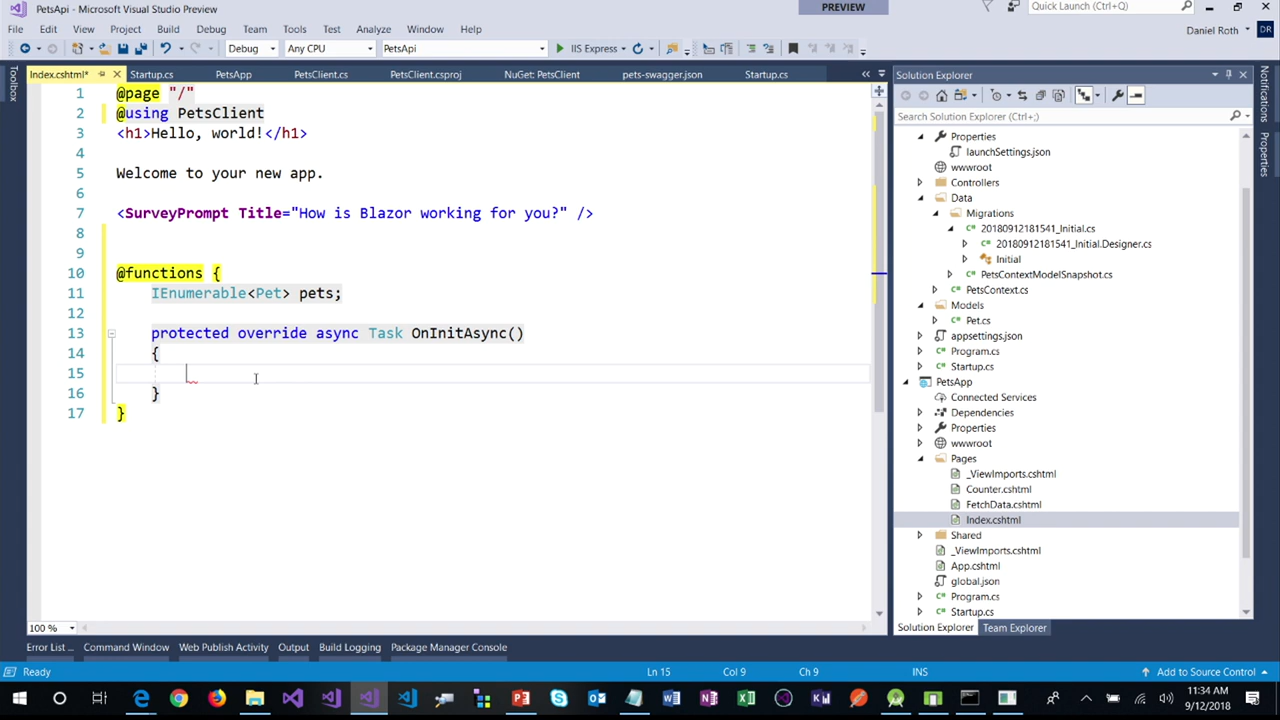 PetsApi - Microsoft Visual Studio Preview
PREVIEW
Quick Launch (Ctrl+Q)
File Edit View Project Build Debug Team Tools Test Analyze Window Help
Daniel Roth DR
Debug Any CPU PetsApi IIS Express
Toolbox
Index.cshtml* Startup.cs PetsApp PetsClient.cs PetsClient.csproj NuGet: PetsClient pets-swagger.json Startup.cs
1 @page "/"
2 @using PetsClient
3 <h1>Hello, world!</h1>
4
5 Welcome to your new app.
6
7 <SurveyPrompt Title="How is Blazor working for you?" />
8
9
10 @functions {
11 IEnumerable<Pet> pets;
12
13 protected override async Task OnInitAsync()
14 {
15
16 }
17 }
100 %
Solution Explorer
Search Solution Explorer (Ctrl+;)
Properties
launchSettings.json
wwwroot
Controllers
Data
Migrations
20180912181541_Initial.cs
20180912181541_Initial.Designer.cs
Initial
PetsContextModelSnapshot.cs
PetsContext.cs
Models
Pet.cs
appsettings.json
Program.cs
Startup.cs
PetsApp
Connected Services
Dependencies
Properties
wwwroot
Pages
_ViewImports.cshtml
Counter.cshtml
FetchData.cshtml
Index.cshtml
Shared
_ViewImports.cshtml
App.cshtml
global.json
Program.cs
Startup.cs
Solution Explorer Team Explorer
Notifications
Properties
Error List ... Command Window Web Publish Activity Output Build Logging Package Manager Console
Ready Ln 15 Col 9 Ch 9 INS Add to Source Control
11:34 AM
9/12/2018